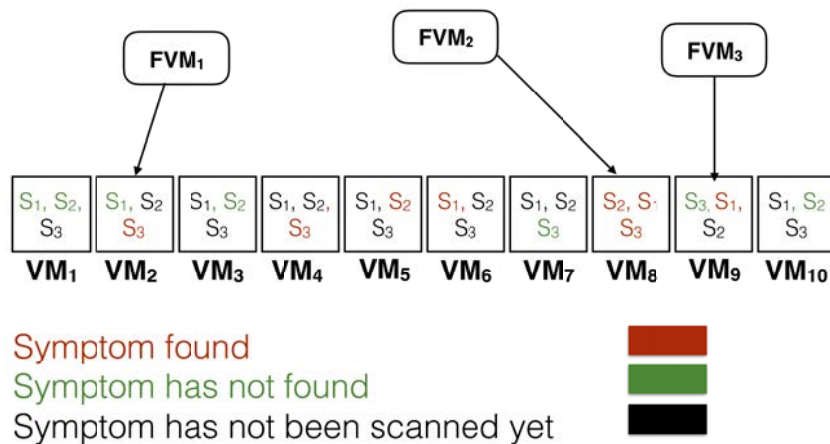 FVM₁
FVM₂
FVM₃
S₁, S₂, S₃
S₁, S₂ S₃
S₁, S₂ S₃
S₁, S₂, S₃
S₁, S₂ S₃
S₁, S₂ S₃
S₁, S₂ S₃
S₂, S₁ S₃
S₃, S₁, S₂
S₁, S₂ S₃
VM₁ VM₂ VM₃ VM₄ VM₅ VM₆ VM₇ VM₈ VM₉ VM₁₀
Symptom found
Symptom has not found
Symptom has not been scanned yet